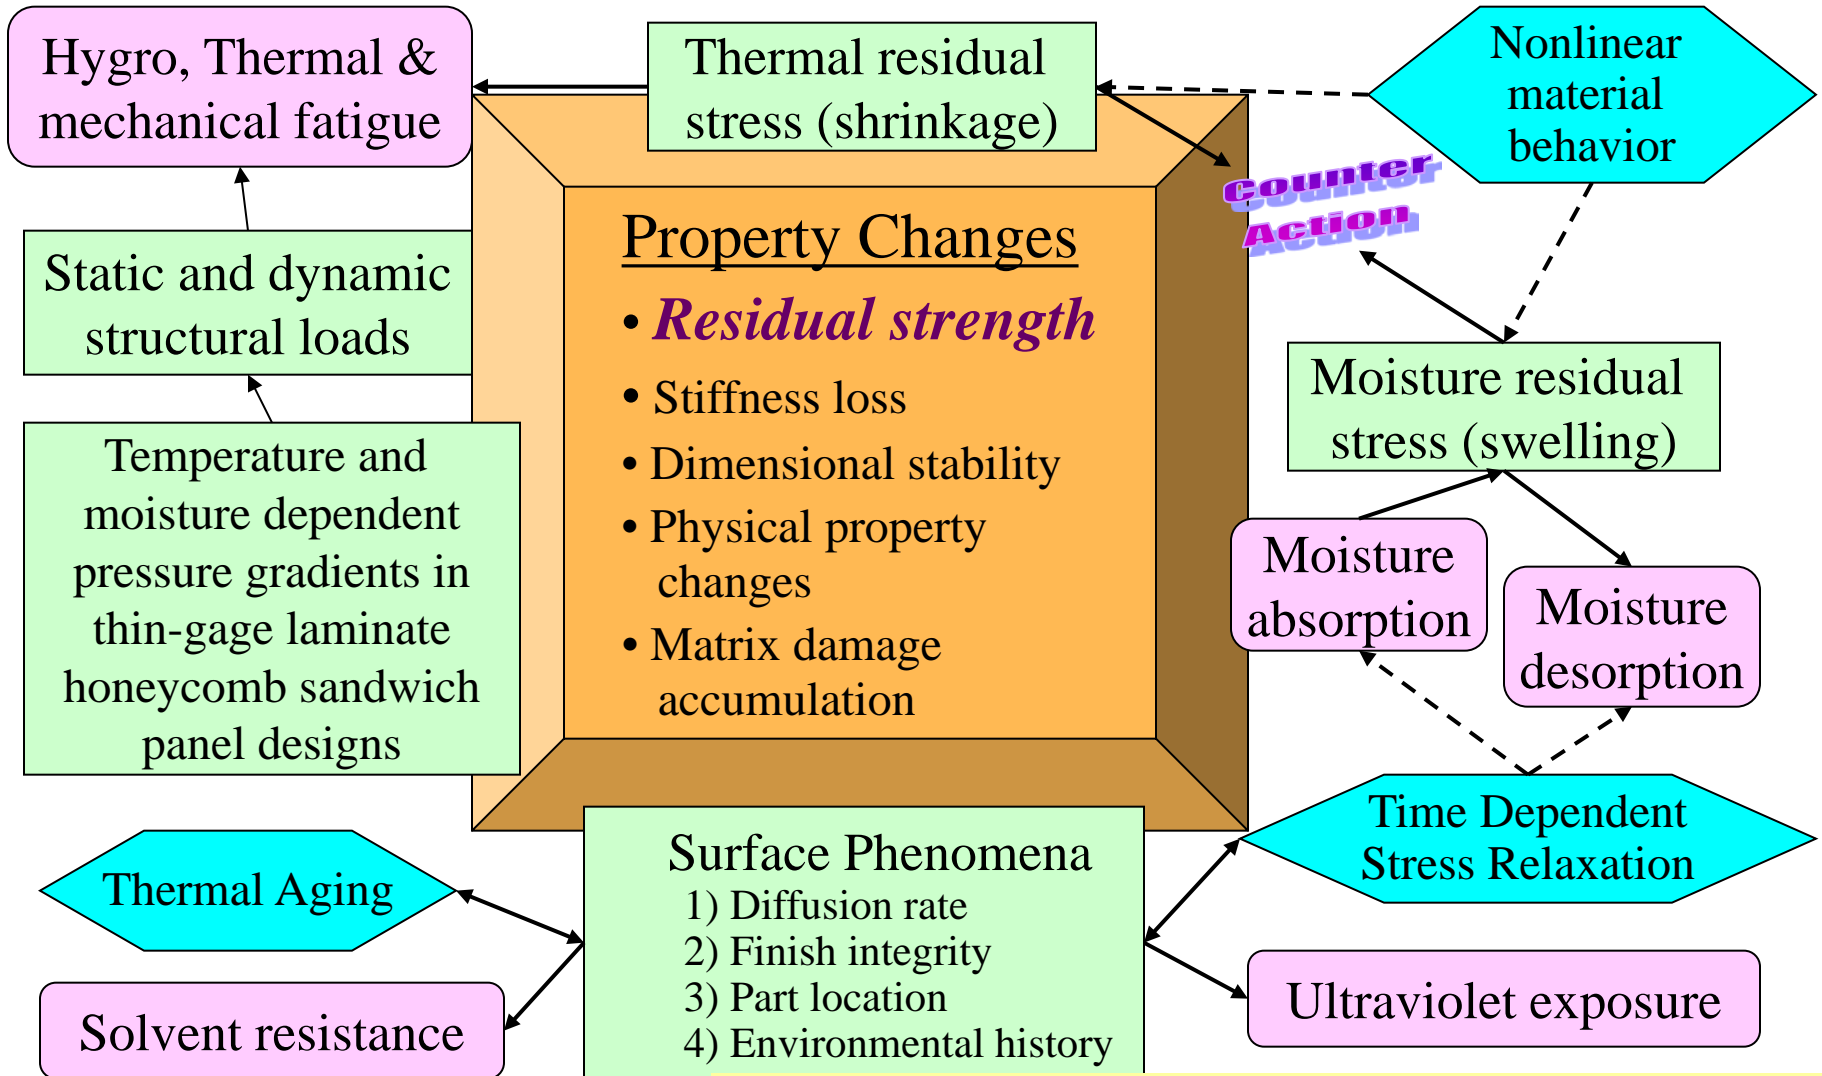 Hygro, Thermal &
mechanical fatigue
Thermal residual
stress (shrinkage)
Nonlinear
material
behavior
Counter
Action
Static and dynamic
structural loads
Property Changes
• Residual strength
• Stiffness loss
• Dimensional stability
• Physical property
changes
• Matrix damage
accumulation
Moisture residual
stress (swelling)
Temperature and
moisture dependent
pressure gradients in
thin-gage laminate
honeycomb sandwich
panel designs
Moisture
absorption
Moisture
desorption
Time Dependent
Stress Relaxation
Thermal Aging
Surface Phenomena
1) Diffusion rate
2) Finish integrity
3) Part location
4) Environmental history
Solvent resistance
Ultraviolet exposure